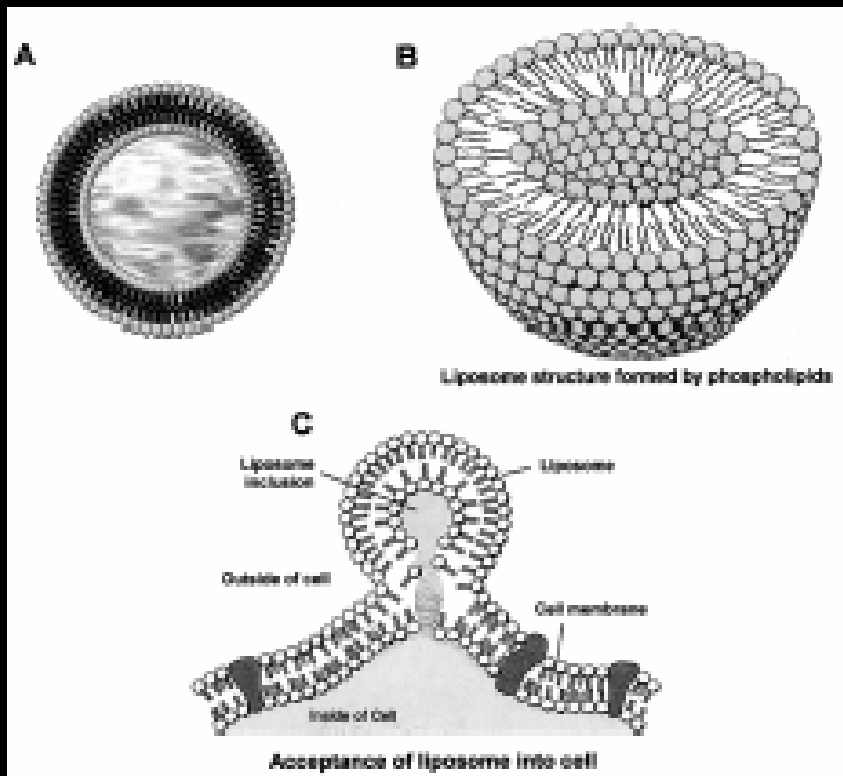 A
B
Liposome structure formed by phospholipids
C
Liposome
inclusion
Liposome
Outside of cell
Cell membrane
Inside of Cell
Acceptance of liposome into cell